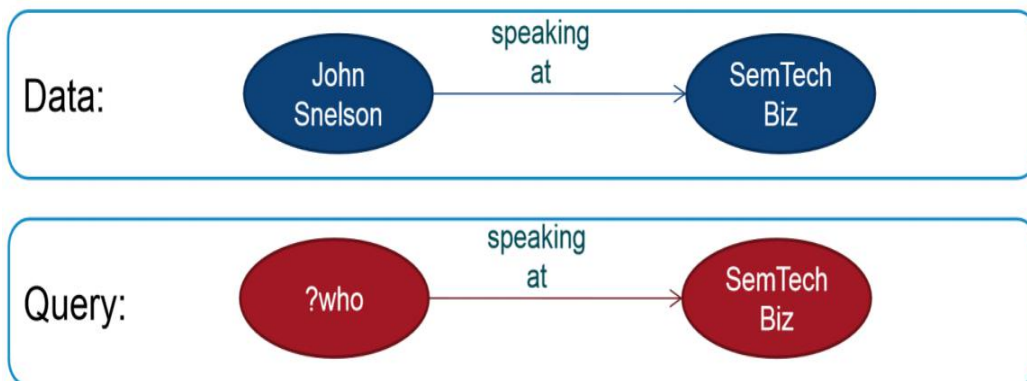 Data:
John
Snelson
speaking
at
SemTech
Biz
Query:
?who
speaking
at
SemTech
Biz